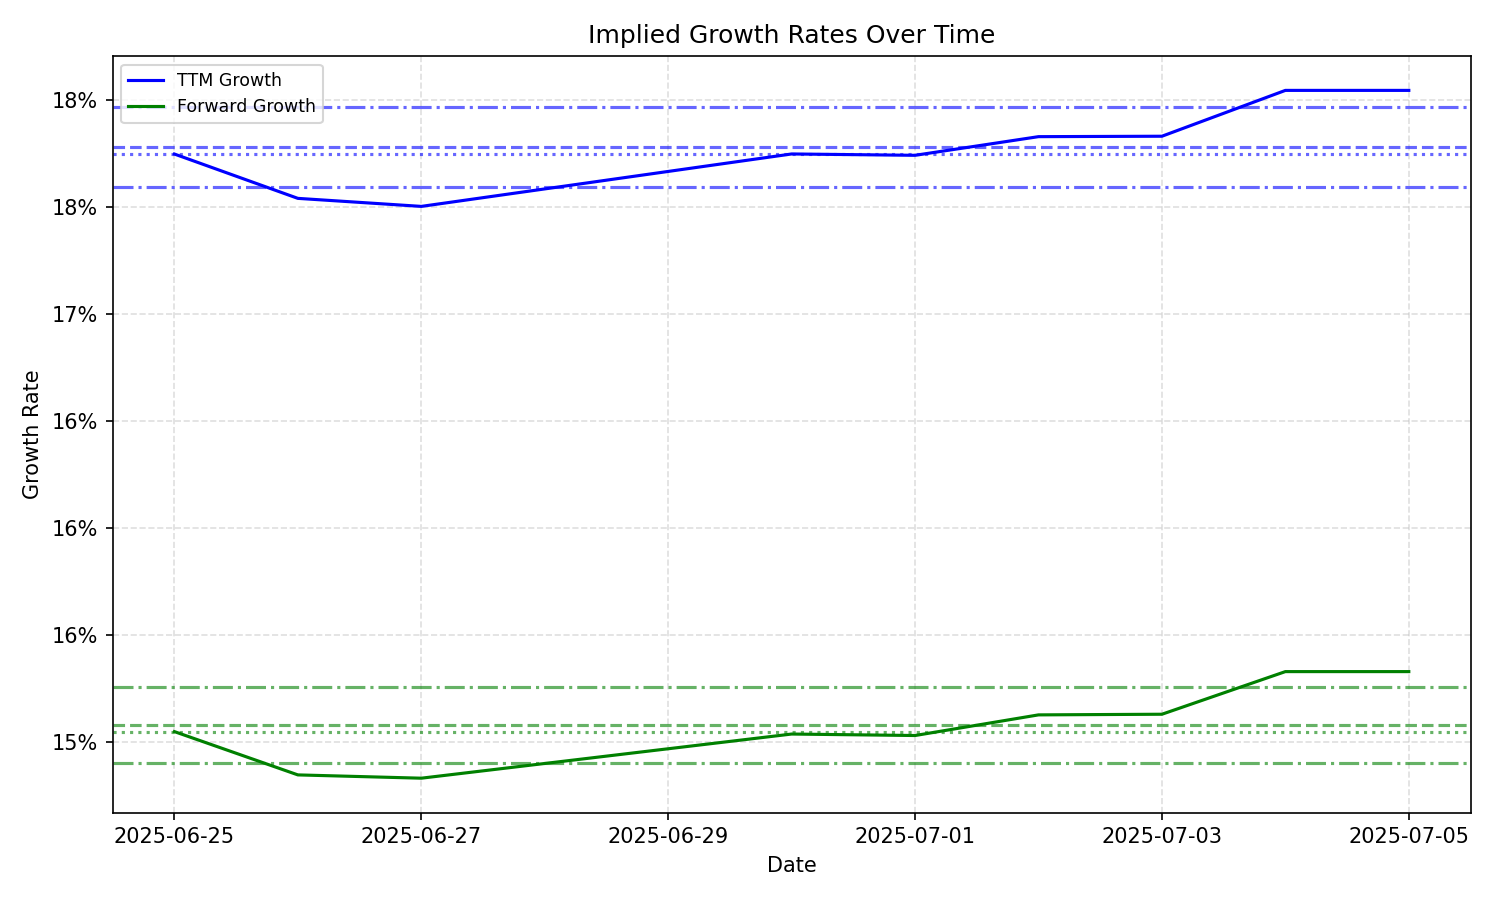 Implied Growth Rates Over Time
TTM Growth
Forward Growth
18%
18%
17%
16%
16%
16%
15%
Growth Rate
2025-06-25
2025-06-27
2025-06-29
2025-07-01
2025-07-03
2025-07-05
Date